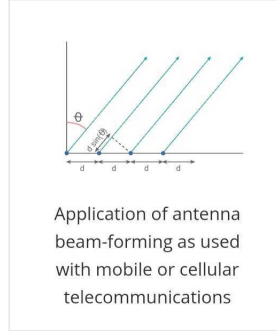 θ
d sin(θ)
d d d d
Application of antenna
beam-forming as used
with mobile or cellular
telecommunications